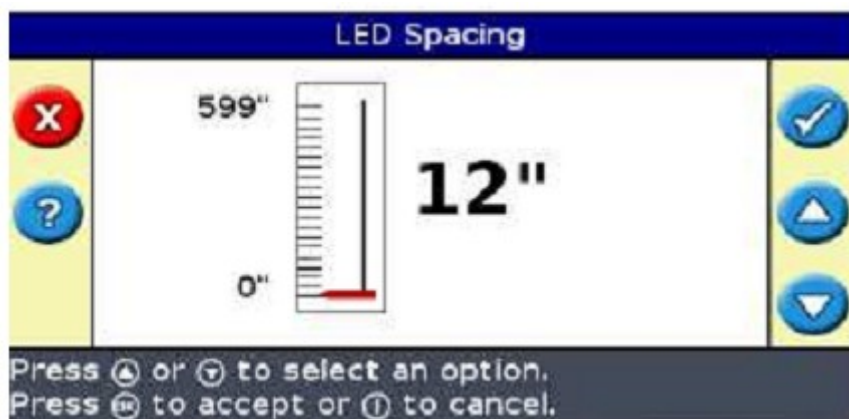 LED Spacing
599"
12"
0"
Press or to select an option.
Press to accept or to cancel.